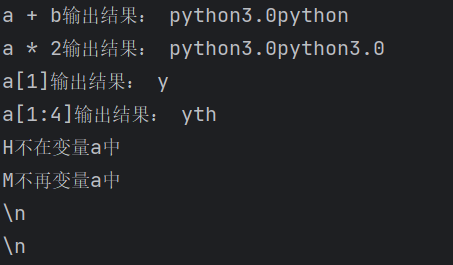 a + b输出结果： python3.0python
a * 2输出结果： python3.0python3.0
a[1]输出结果： y
a[1:4]输出结果： yth
H不在变量a中
M不再变量a中
\n
\n